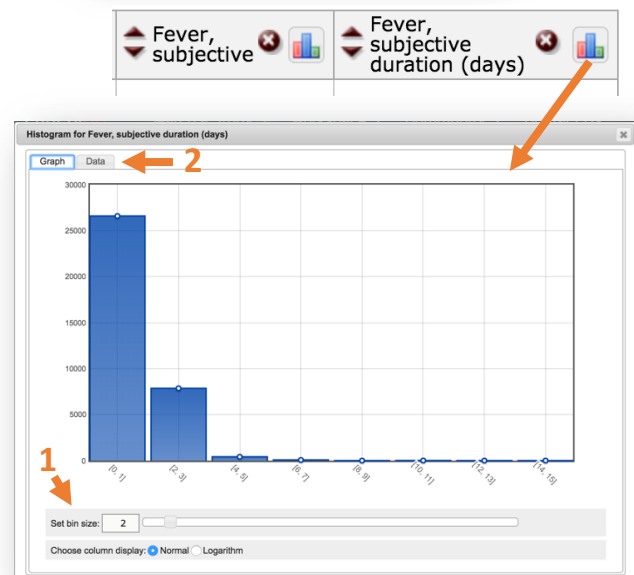 Fever,
subjective
Fever,
subjective
duration (days)
Histogram for Fever, subjective duration (days)
Graph Data
2
30000
25000
20000
15000
10000
5000
0
[0, 1] [2, 3] [4, 5] [6, 7] [8, 9] [10, 11] [12, 13] [14, 15]
1
Set bin size: 2
Choose column display: Normal Logarithm